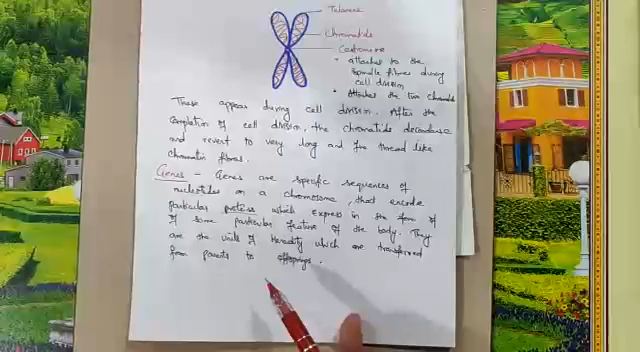 Telomere
Chromatids
Centromere
• attaches to the
spindle fibres during
cell division
• Attaches the two chromatids
These appear during cell division. After the
completion of cell division, the chromatids decondense
and revert to very long and fine thread like
chromatin fibres.
Genes - Genes are specific sequences of
nucleotides on a chromosome, that encode
particular proteins which express in the form of
of some particular feature of the body. They
are the units of heredity which are transferred
from parents to offsprings.